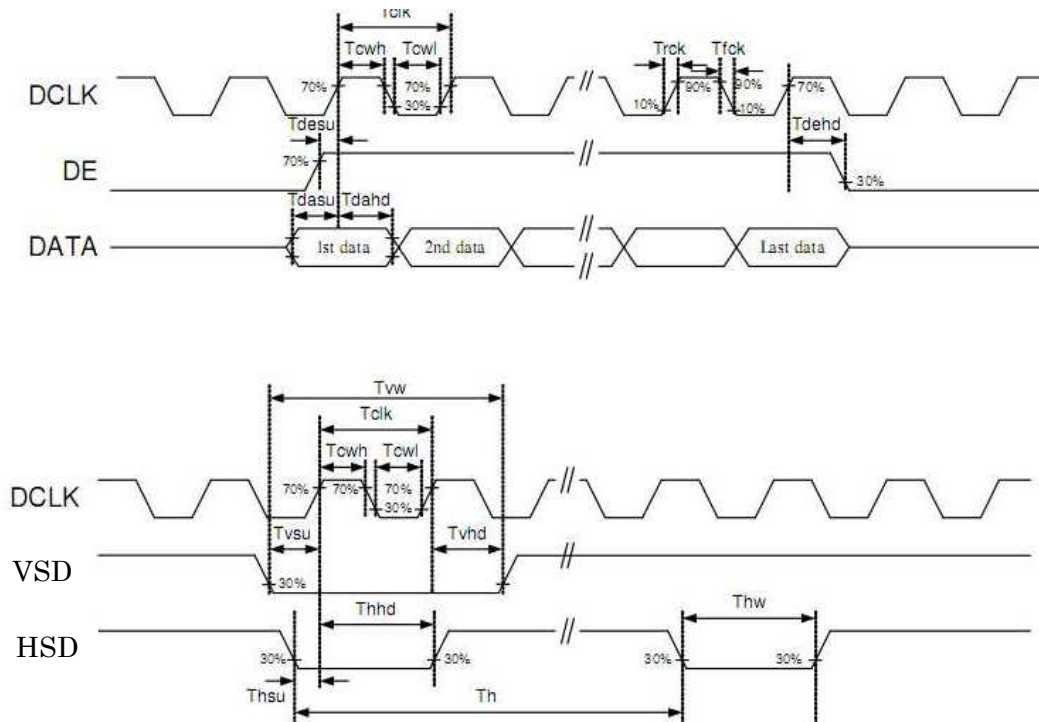 Tclk
Tcwh Tcwl Trck Tfck
DCLK 70% 70% 30% 10% 90% 90% 10% 70%
Tdesu Tdehd
DE 70% 30%
Tdasu Tdahd
DATA 1st data 2nd data // Last data
Tvw
Tclk
Tcwh Tcwl
DCLK 70% 70% 70% 30%
Tvsu Tvhd
VSD 30%
Thhd Thw
HSD 30% 30% 30% 30%
Thsu Th